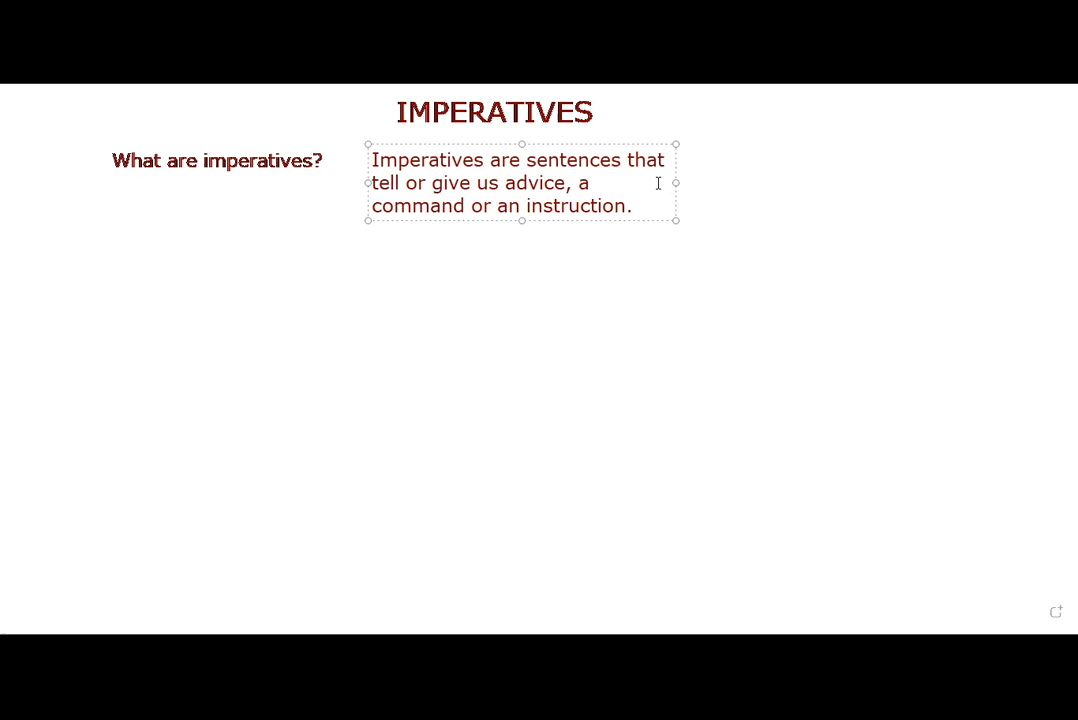 IMPERATIVES
What are imperatives?
Imperatives are sentences that
tell or give us advice, a
command or an instruction.